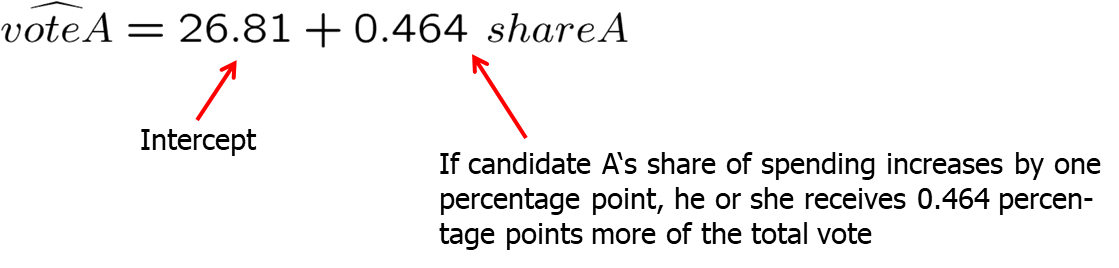 $\widehat{voteA} = 26.81 + 0.464\ shareA$
Intercept
If candidate A‘s share of spending increases by one
percentage point, he or she receives 0.464 percen-
tage points more of the total vote